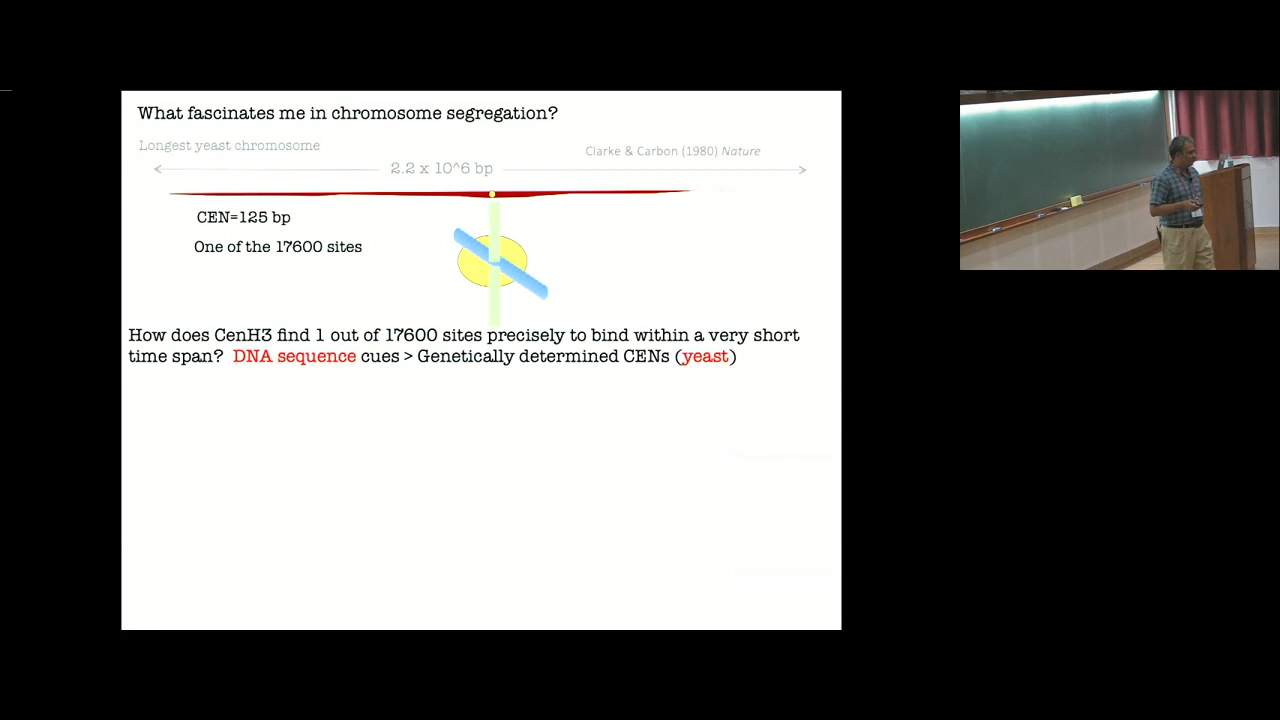 What fascinates me in chromosome segregation?
Longest yeast chromosome
Clarke & Carbon (1980) Nature
2.2 x 10^6 bp
CEN=125 bp
One of the 17600 sites
How does CenH3 find 1 out of 17600 sites precisely to bind within a very short
time span? DNA sequence cues > Genetically determined CENs (yeast)